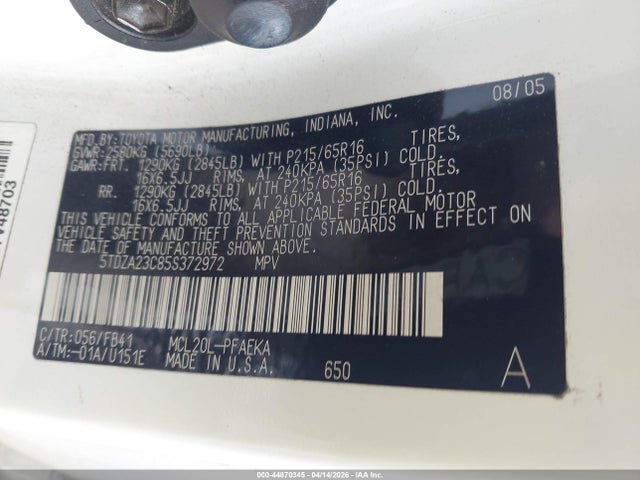 08/05
MFD.BY:TOYOTA MOTOR MANUFACTURING, INDIANA, INC.
GVWR:2580KG (5690LB)
GAWR:FRT. 1290KG (2845LB) WITH P215/65R16 TIRES,
16X6.5JJ RIMS, AT 240KPA (35PSI) COLD.
RR. 1290KG (2845LB) WITH P215/65R16 TIRES,
16X6.5JJ RIMS, AT 240KPA (35PSI) COLD.
THIS VEHICLE CONFORMS TO ALL APPLICABLE FEDERAL MOTOR
VEHICLE SAFETY AND THEFT PREVENTION STANDARDS IN EFFECT ON
THE DATE OF MANUFACTURE SHOWN ABOVE.
5TDZA23C85S372972 MPV
C/TR:056/FB41 MCL20L-PFAEKA
A/TM:-01A/U151E MADE IN U.S.A. 650 A
V48703
000-44870345 - 04/14/2026 - COPYRIGHT IAA